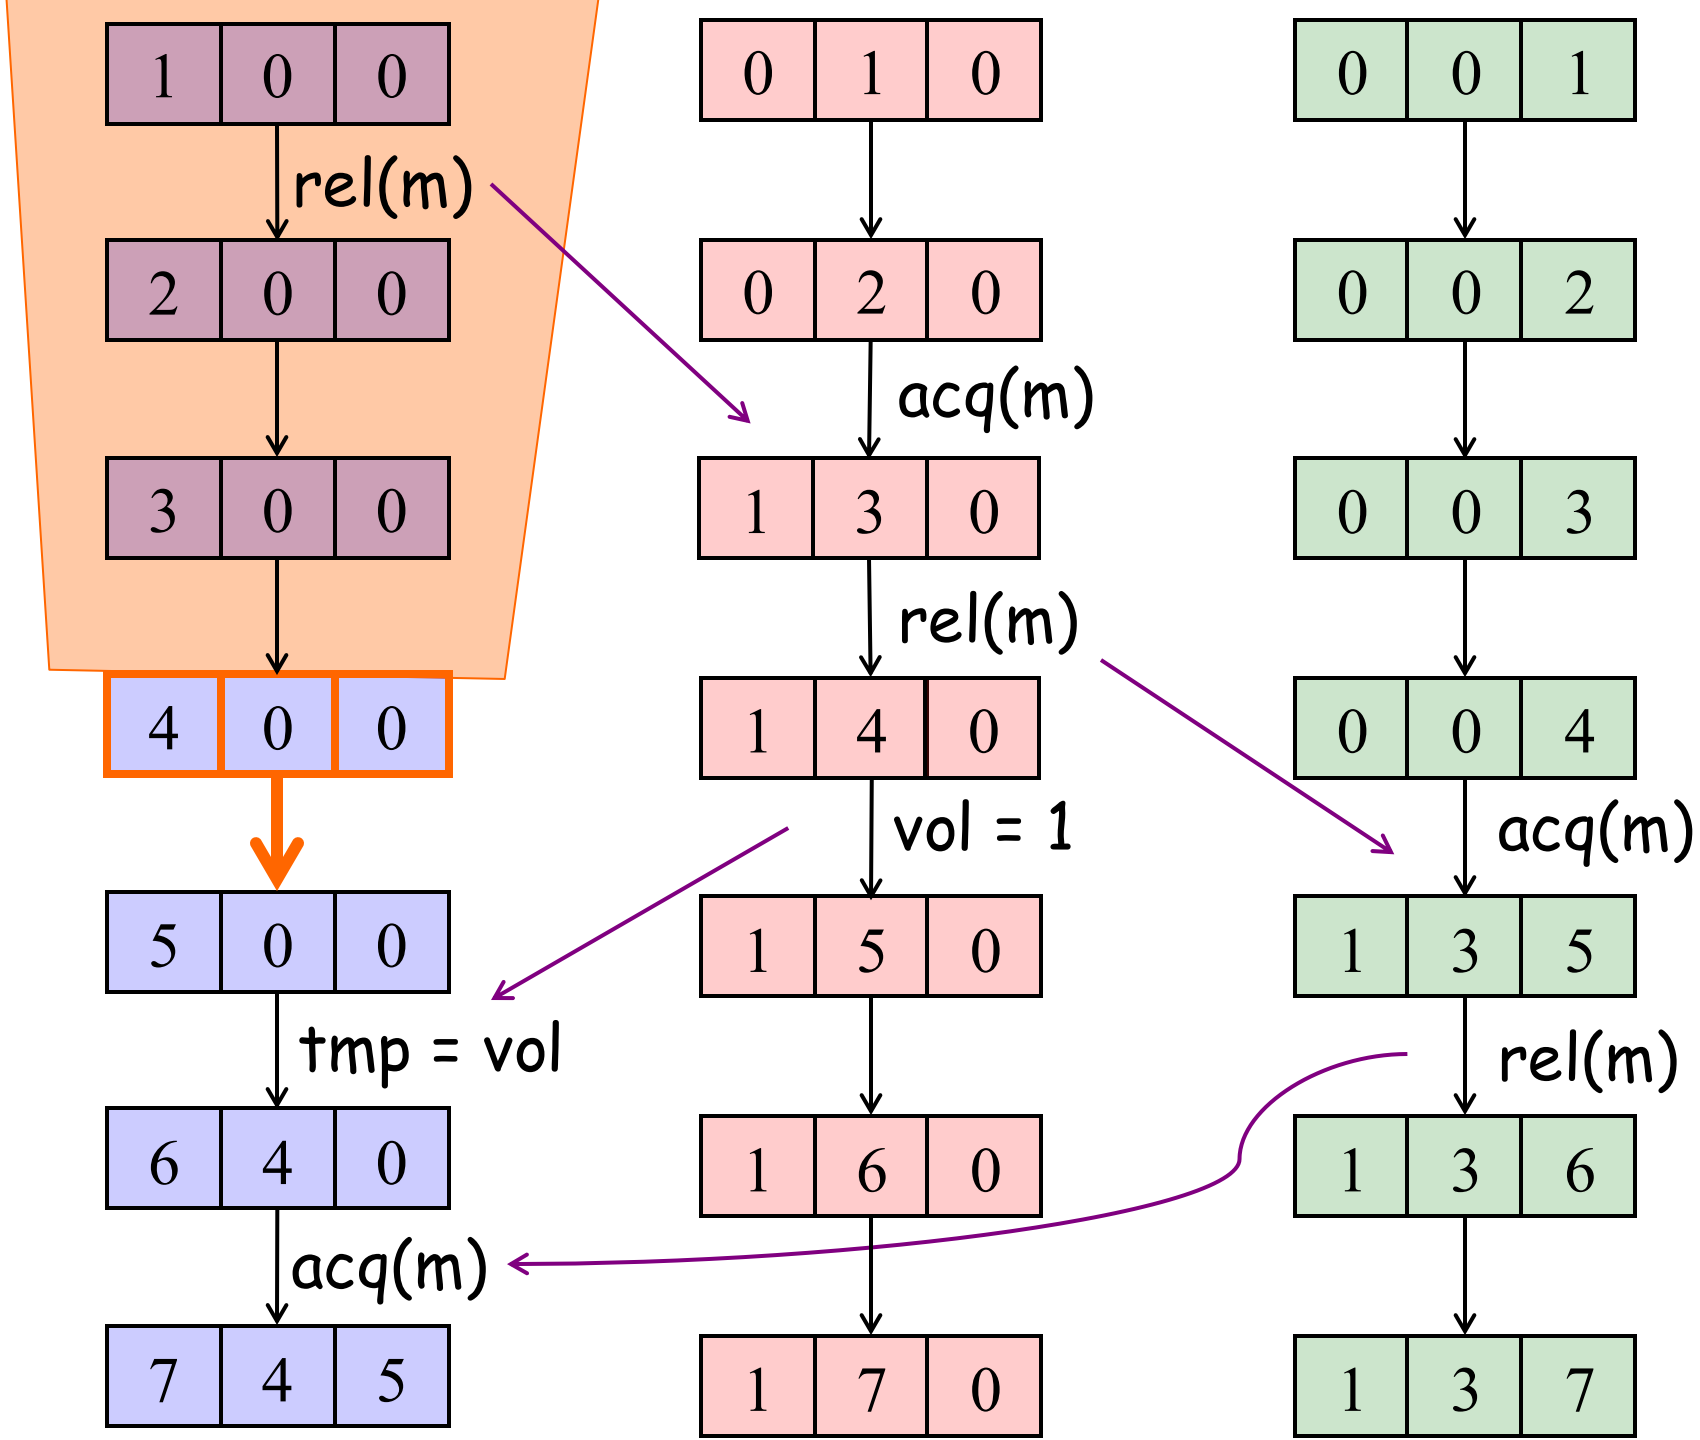 1 0 0
0 1 0
0 0 1
rel(m)
2 0 0
0 2 0
0 0 2
acq(m)
3 0 0
1 3 0
0 0 3
rel(m)
4 0 0
1 4 0
0 0 4
vol = 1
acq(m)
5 0 0
1 5 0
1 3 5
tmp = vol
rel(m)
6 4 0
1 6 0
1 3 6
acq(m)
7 4 5
1 7 0
1 3 7